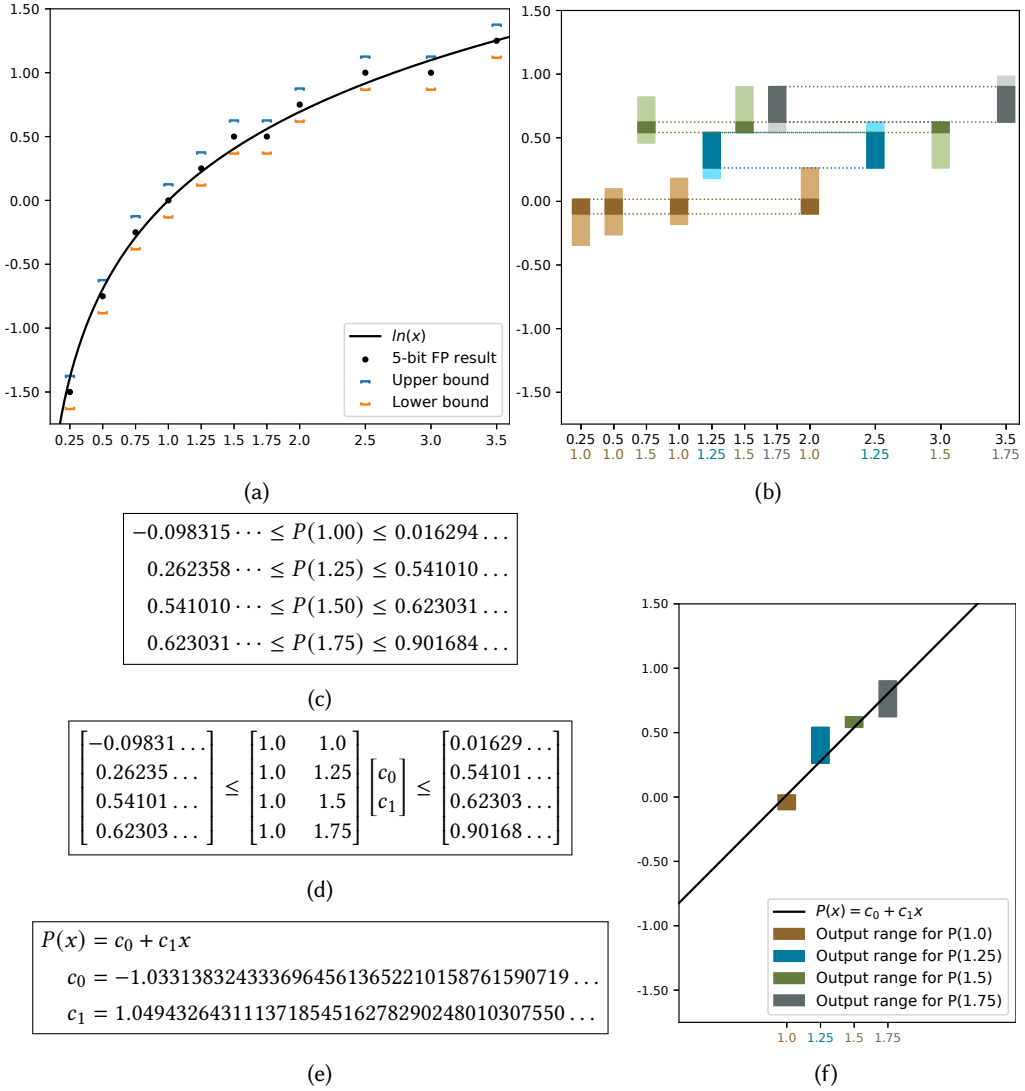 1.50
1.00
0.50
0.00
-0.50
-1.00
-1.50
0.25 0.5 0.75 1.0 1.25 1.5 1.75 2.0 2.5 3.0 3.5
ln(x)
5-bit FP result
Upper bound
Lower bound
(a)
1.50
1.00
0.50
0.00
-0.50
-1.00
-1.50
0.25 0.5 0.75 1.0 1.25 1.5 1.75 2.0 2.5 3.0 3.5
1.0 1.0 1.5 1.0 1.25 1.5 1.75 1.0 1.25 1.5 1.75
(b)
−0.098315 ⋯ ≤ P(1.00) ≤ 0.016294 ...
0.262358 ⋯ ≤ P(1.25) ≤ 0.541010 ...
0.541010 ⋯ ≤ P(1.50) ≤ 0.623031 ...
0.623031 ⋯ ≤ P(1.75) ≤ 0.901684 ...
(c)
[−0.09831 ...] [1.0 1.0] [0.01629 ...]
[0.26235 ...] ≤ [1.0 1.25] [c₀] ≤ [0.54101 ...]
[0.54101 ...] [1.0 1.5] [c₁] [0.62303 ...]
[0.62303 ...] [1.0 1.75] [0.90168 ...]
(d)
P(x) = c₀ + c₁x
c₀ = −1.03313832433369645613652210158761590719 ...
c₁ = 1.04943264311137185451627829024801030755​0 ...
(e)
1.50
1.00
0.50
0.00
-0.50
-1.00
-1.50
1.0 1.25 1.5 1.75
P(x) = c₀ + c₁x
Output range for P(1.0)
Output range for P(1.25)
Output range for P(1.5)
Output range for P(1.75)
(f)